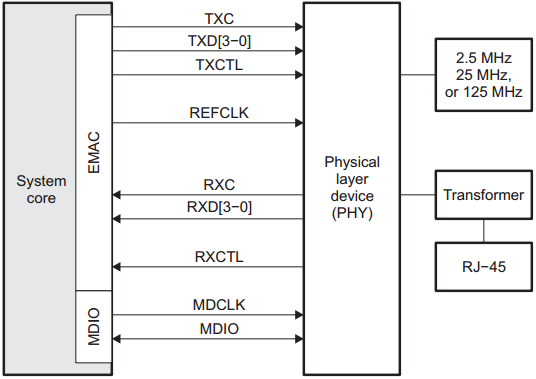 System
core
EMAC
MDIO
TXC
TXD[3−0]
TXCTL
REFCLK
RXC
RXD[3−0]
RXCTL
MDCLK
MDIO
Physical
layer
device
(PHY)
2.5 MHz
25 MHz,
or 125 MHz
Transformer
RJ−45